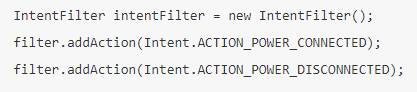 IntentFilter intentFilter = new IntentFilter();
filter.addAction(Intent.ACTION_POWER_CONNECTED);
filter.addAction(Intent.ACTION_POWER_DISCONNECTED);